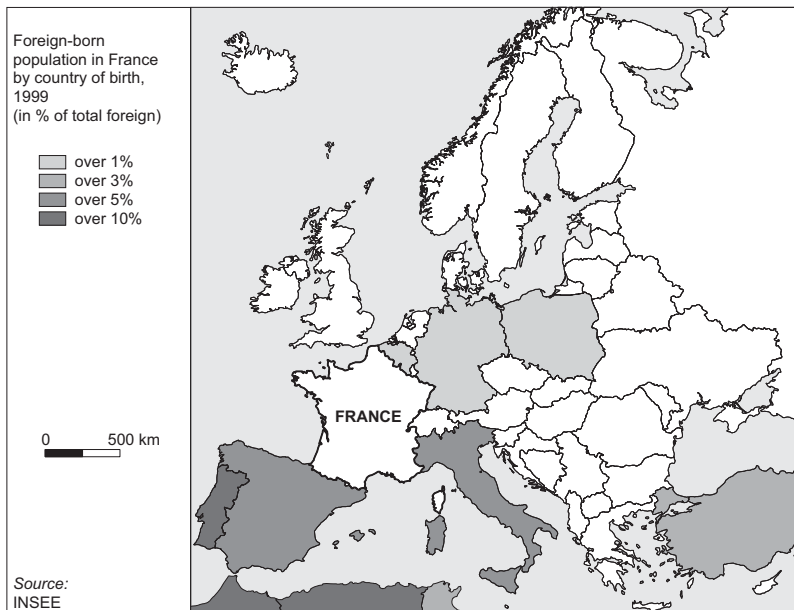 Foreign-born
population in France
by country of birth,
1999
(in % of total foreign)
over 1%
over 3%
over 5%
over 10%
0 500 km
Source:
INSEE
FRANCE